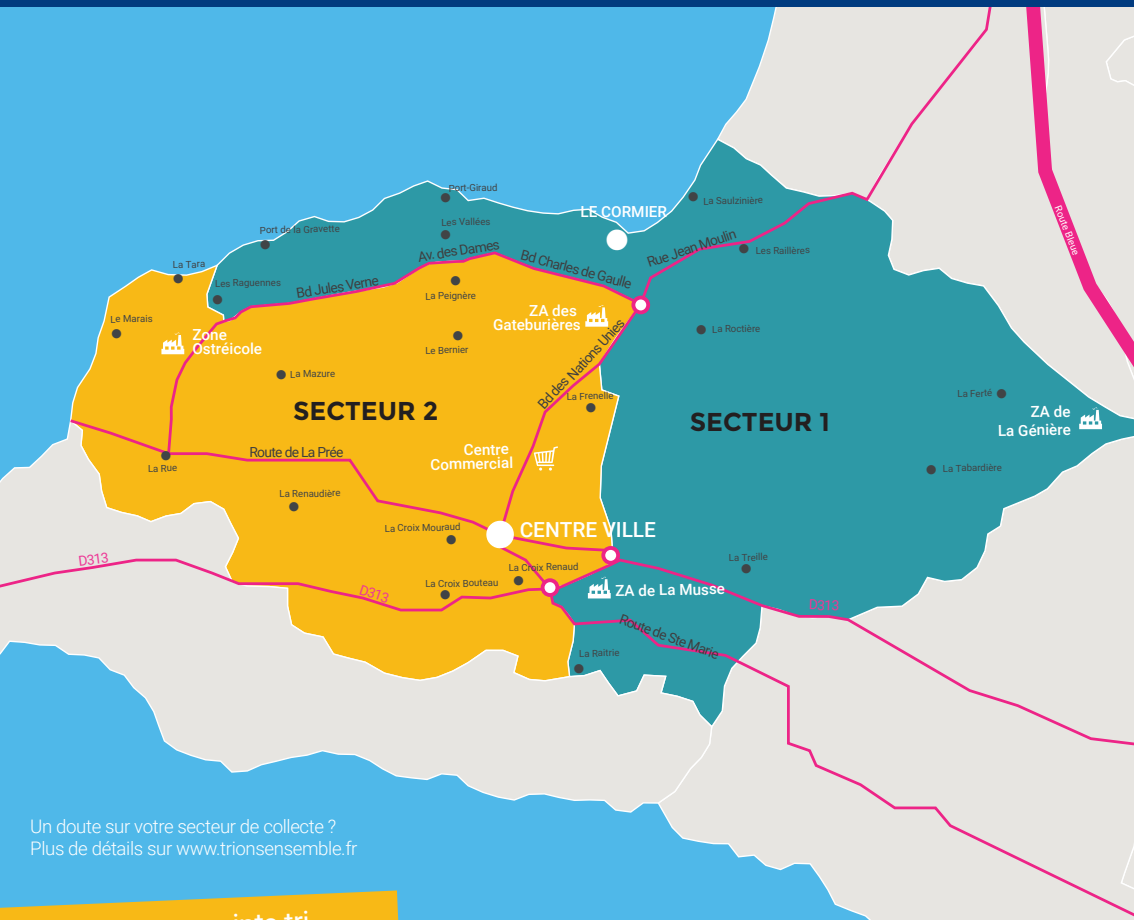 Port-Giraud
La Saulzinière
LE CORMIER
Les Vallées
Port de la Gravette
Rue Jean Moulin
Les Raillères
Av. des Dames
Bd Charles de Gaulle
La Tara
Les Raguennes
Bd Jules Verne
La Peignère
Route Bleue
Le Marais
ZA des
Gateburières
Zone
Ostréicole
La Roctière
Le Bernier
Bd des Nations Unies
La Mazure
La Frenelle
La Ferté
SECTEUR 2
SECTEUR 1
ZA de
La Génière
Centre
Commercial
Route de La Prée
La Rue
La Tabardière
La Renaudière
La Croix Mouraud
CENTRE VILLE
D313
La Croix Renaud
La Treille
La Croix Bouteau
D313
ZA de La Musse
D313
Route de Ste Marie
La Raitrie
Un doute sur votre secteur de collecte ?
Plus de détails sur www.trionsensemble.fr